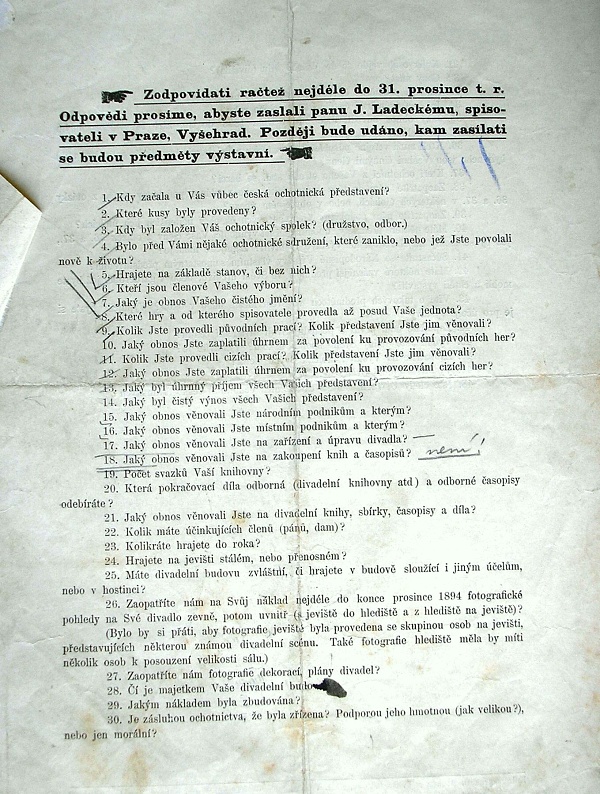 Zodpovídati račtež nejdéle do 31. prosince t. r.
Odpovědi prosíme, abyste zaslali panu J. Ladeckému, spiso-
vateli v Praze, Vyšehrad. Později bude udáno, kam zasílati
se budou předměty výstavní.
1. Kdy začala u Vás vůbec česká ochotnická představení?
2. Které kusy byly provedeny?
3. Kdy byl založen Váš ochotnický spolek? (družstvo, odbor.)
4. Bylo před Vámi nějaké ochotnické sdružení, které zaniklo, nebo jež Jste povolali
nově k životu?
5. Hrajete na základě stanov, či bez nich?
6. Kteří jsou členové Vašeho výboru?
7. Jaký je obnos Vašeho čistého jmění?
8. Které hry a od kterého spisovatele provedla až posud Vaše jednota?
9. Kolik Jste provedli původních prací? Kolik představení Jste jim věnovali?
10. Jaký obnos Jste zaplatili úhrnem za povolení ku provozování původních her?
11. Kolik Jste provedli cizích prací? Kolik představení Jste jim věnovali?
12. Jaký obnos Jste zaplatili úhrnem za povolení ku provozování cizích her?
13. Jaký byl úhrnný příjem všech Vašich představení?
14. Jaký byl čistý výnos všech Vašich představení?
15. Jaký obnos věnovali Jste národním podnikům a kterým?
16. Jaký obnos věnovali Jste místním podnikům a kterým?
17. Jaký obnos věnovali Jste na zařízení a úpravu divadla?
18. Jaký obnos věnovali Jste na zakoupení knih a časopisů? není!
19. Počet svazků Vaší knihovny?
20. Která pokračovací díla odborná (divadelní knihovny atd) a odborné časopisy
odebíráte?
21. Jaký obnos věnovali Jste na divadelní knihy, sbírky, časopisy a díla?
22. Kolik máte účinkujících členů (pánů, dam)?
23. Kolikráte hrajete do roka?
24. Hrajete na jevišti stálém, nebo přenosném?
25. Máte divadelní budovu zvláštní, či hrajete v budově sloužící i jiným účelům,
nebo v hostinci?
26. Zaopatříte nám na Svůj náklad nejdéle do konce prosince 1894 fotografické
pohledy na Své divadlo zevně, potom uvnitř (s jeviště do hlediště a z hlediště na jeviště)?
(Bylo by si přáti, aby fotografie jeviště byla provedena se skupinou osob na jevišti,
představujících některou známou divadelní scénu. Také fotografie hlediště měla by míti
několik osob k posouzení velikosti sálu.)
27. Zaopatříte nám fotografie dekorací, plány divadel?
28. Čí je majetkem Vaše divadelní
29. Jakým nákladem byla zbudována?
30. Je zásluhou ochotnictva, že byla zřízena? Podporou jeho hmotnou (jak velikou?),
nebo jen morální?